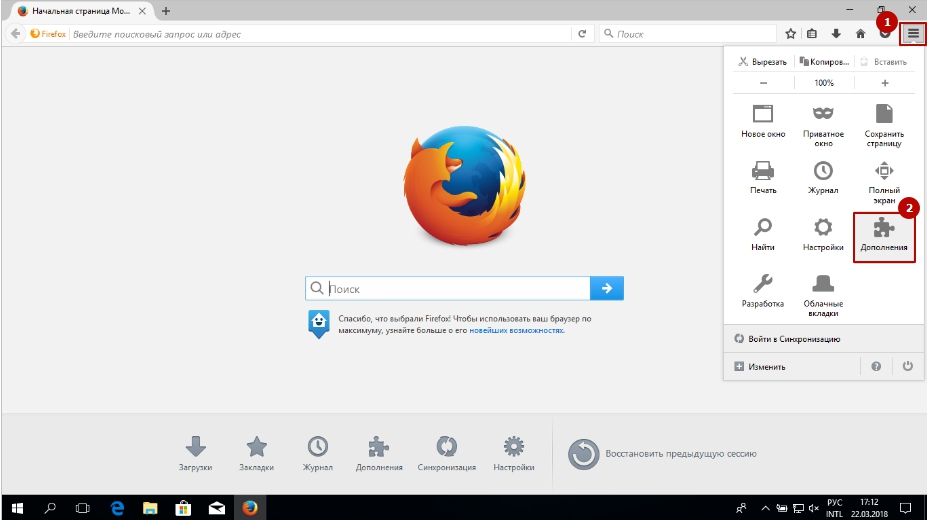 Начальная страница Mo...
1
Firefox
Введите поисковый запрос или адрес
Поиск
Вырезать
Копиров...
Вставить
100%
Новое окно
Приватное
окно
Сохранить
страницу
Печать
Журнал
Полный
экран
2
Найти
Настройки
Дополнения
Разработка
Облачные
вкладки
Войти в Синхронизацию
Изменить
Поиск
Спасибо, что выбрали Firefox! Чтобы использовать ваш браузер по
максимуму, узнайте больше о его новейших возможностях.
Загрузки
Закладки
Журнал
Дополнения
Синхронизация
Настройки
Восстановить предыдущую сессию
РУС
INTL
17:12
22.03.2018